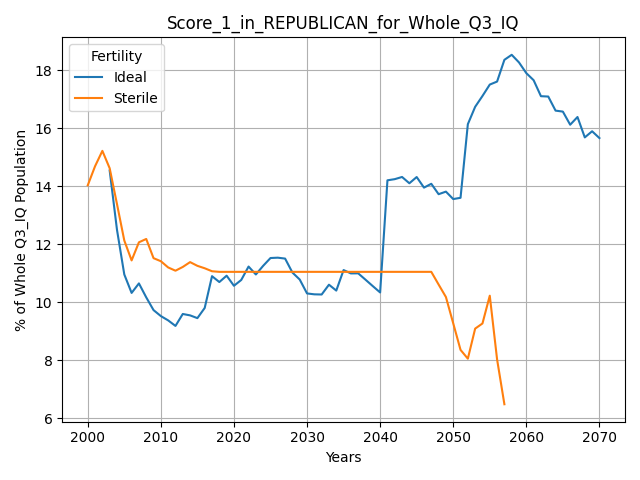 Score_1_in_REPUBLICAN_for_Whole_Q3_IQ
Fertility
Ideal
Sterile
% of Whole Q3_IQ Population
18
16
14
12
10
8
6
2000 2010 2020 2030 2040 2050 2060 2070
Years